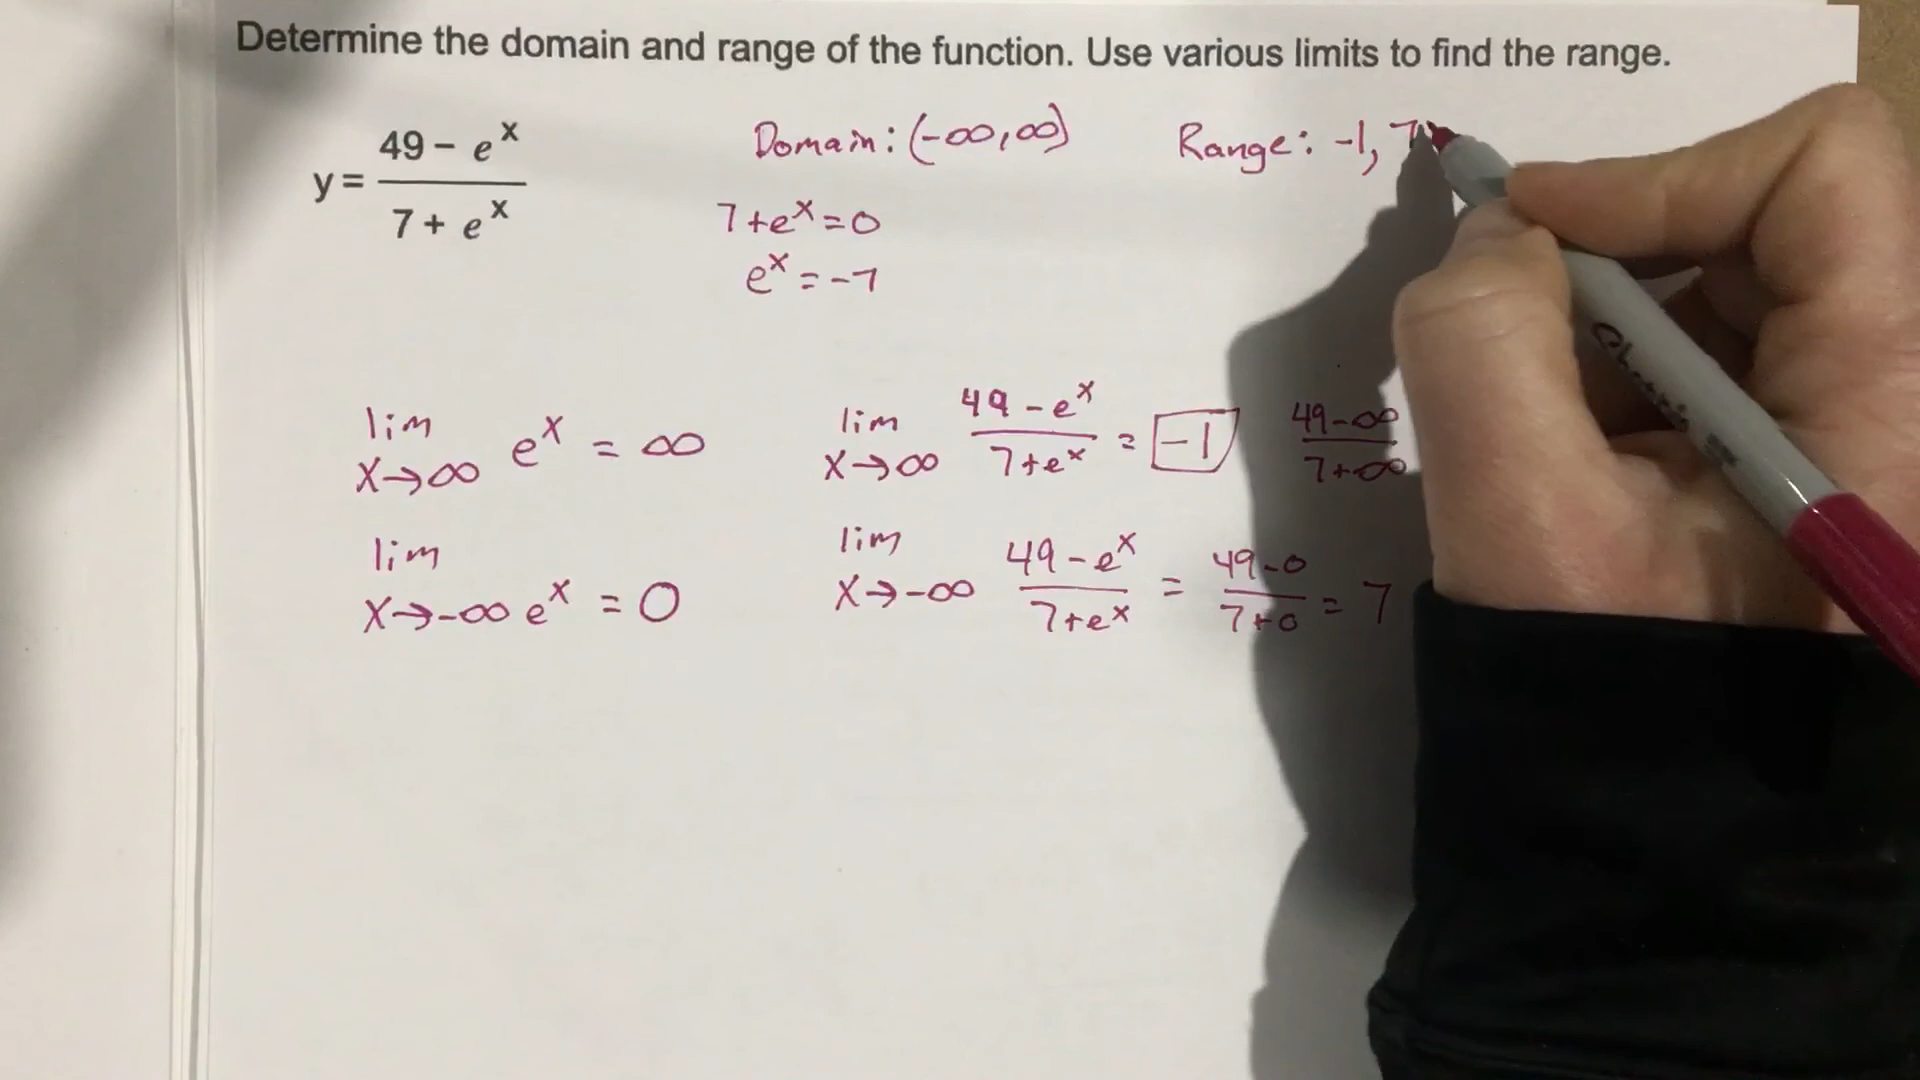 Determine the domain and range of the function. Use various limits to find the range.
y = (49 - e^x) / (7 + e^x)
Domain: (-∞,∞)
Range: -1, 7
7+e^x=0
e^x=-7
lim x→∞ e^x = ∞
lim x→∞ (49-e^x) / (7+e^x) = -1
(49-∞) / (7+∞)
lim x→-∞ e^x = 0
lim x→-∞ (49-e^x) / (7+e^x) = (49-0) / (7+0) = 7